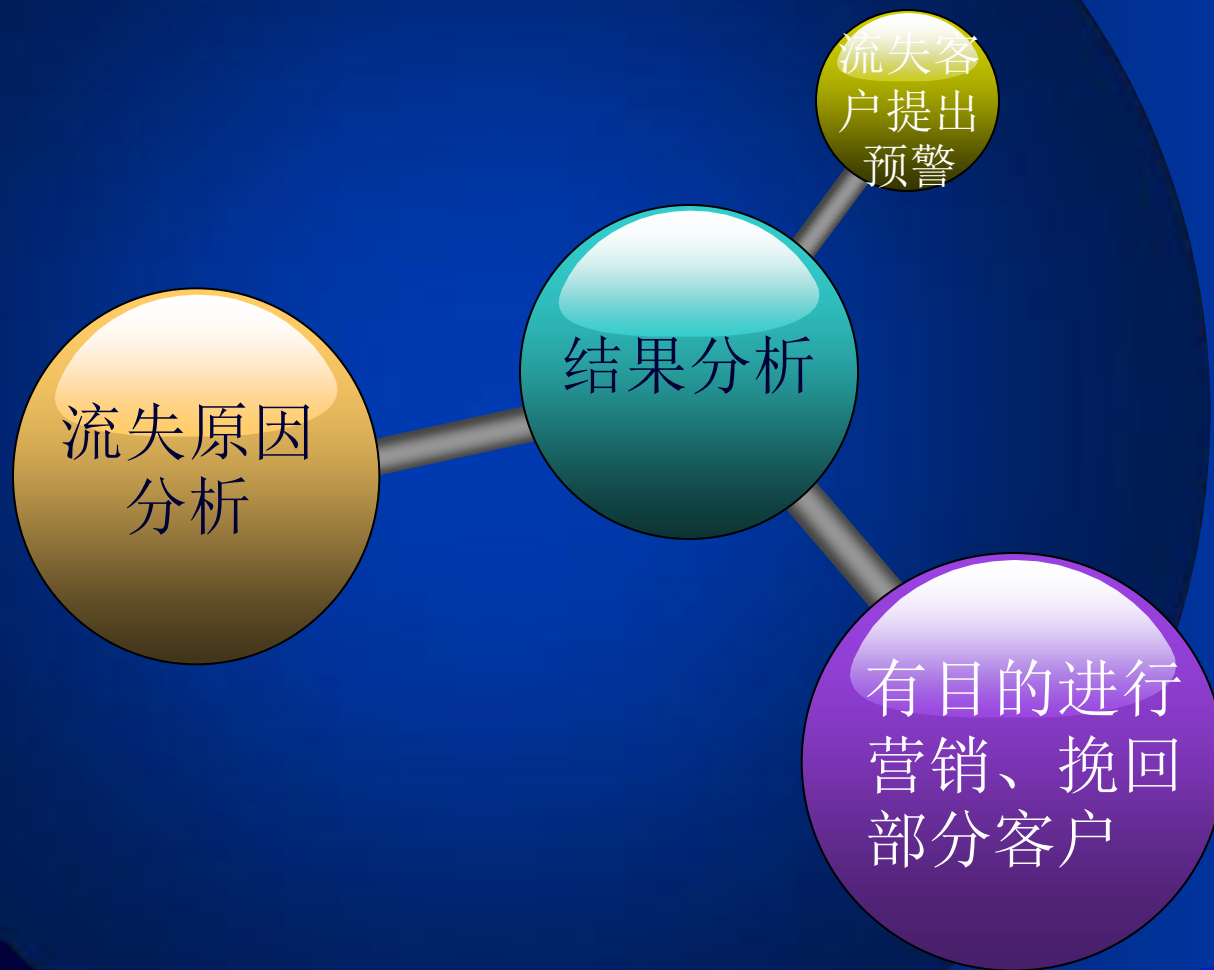 流失客
户提出
预警
结果分析
流失原因
分析
有目的进行
营销、挽回
部分客户